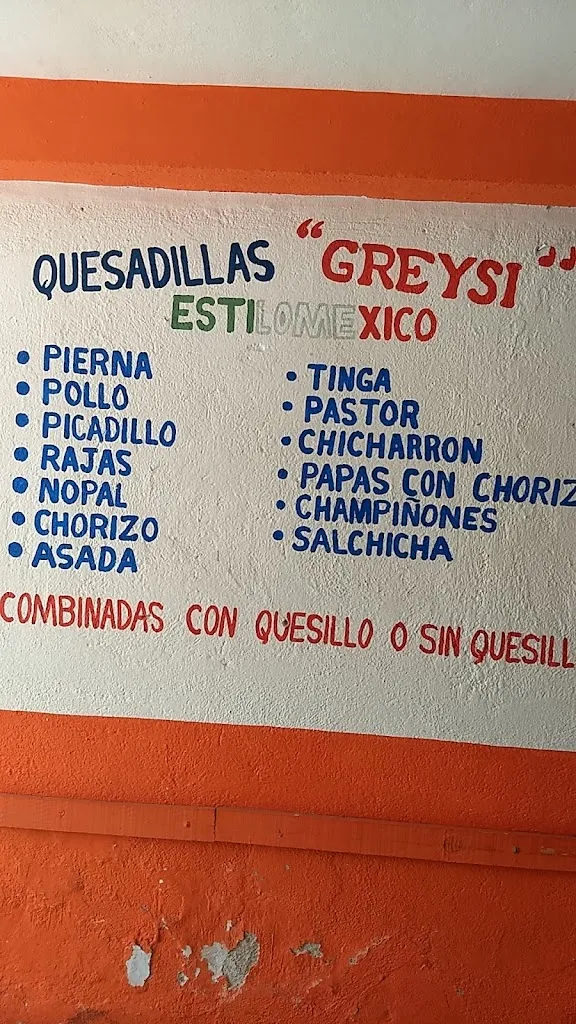 QUESADILLAS "GREYSI"
ESTILOMEXICO
• PIERNA
• POLLO
• PICADILLO
• RAJAS
• NOPAL
• CHORIZO
• ASADA
• TINGA
• PASTOR
• CHICHARRON
• PAPAS CON CHORIZ
• CHAMPIÑONES
• SALCHICHA
COMBINADAS CON QUESILLO O SIN QUESILL